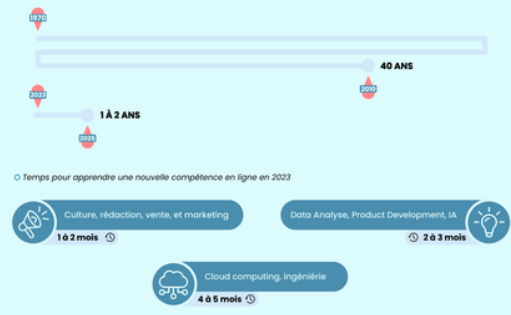 1970
40 ANS
2010
2023
1 À 2 ANS
2025
Temps pour apprendre une nouvelle compétence en ligne en 2023
Culture, rédaction, vente, et marketing
1 à 2 mois
Data Analyse, Product Development, IA
2 à 3 mois
Cloud computing, ingéniérie
4 à 5 mois